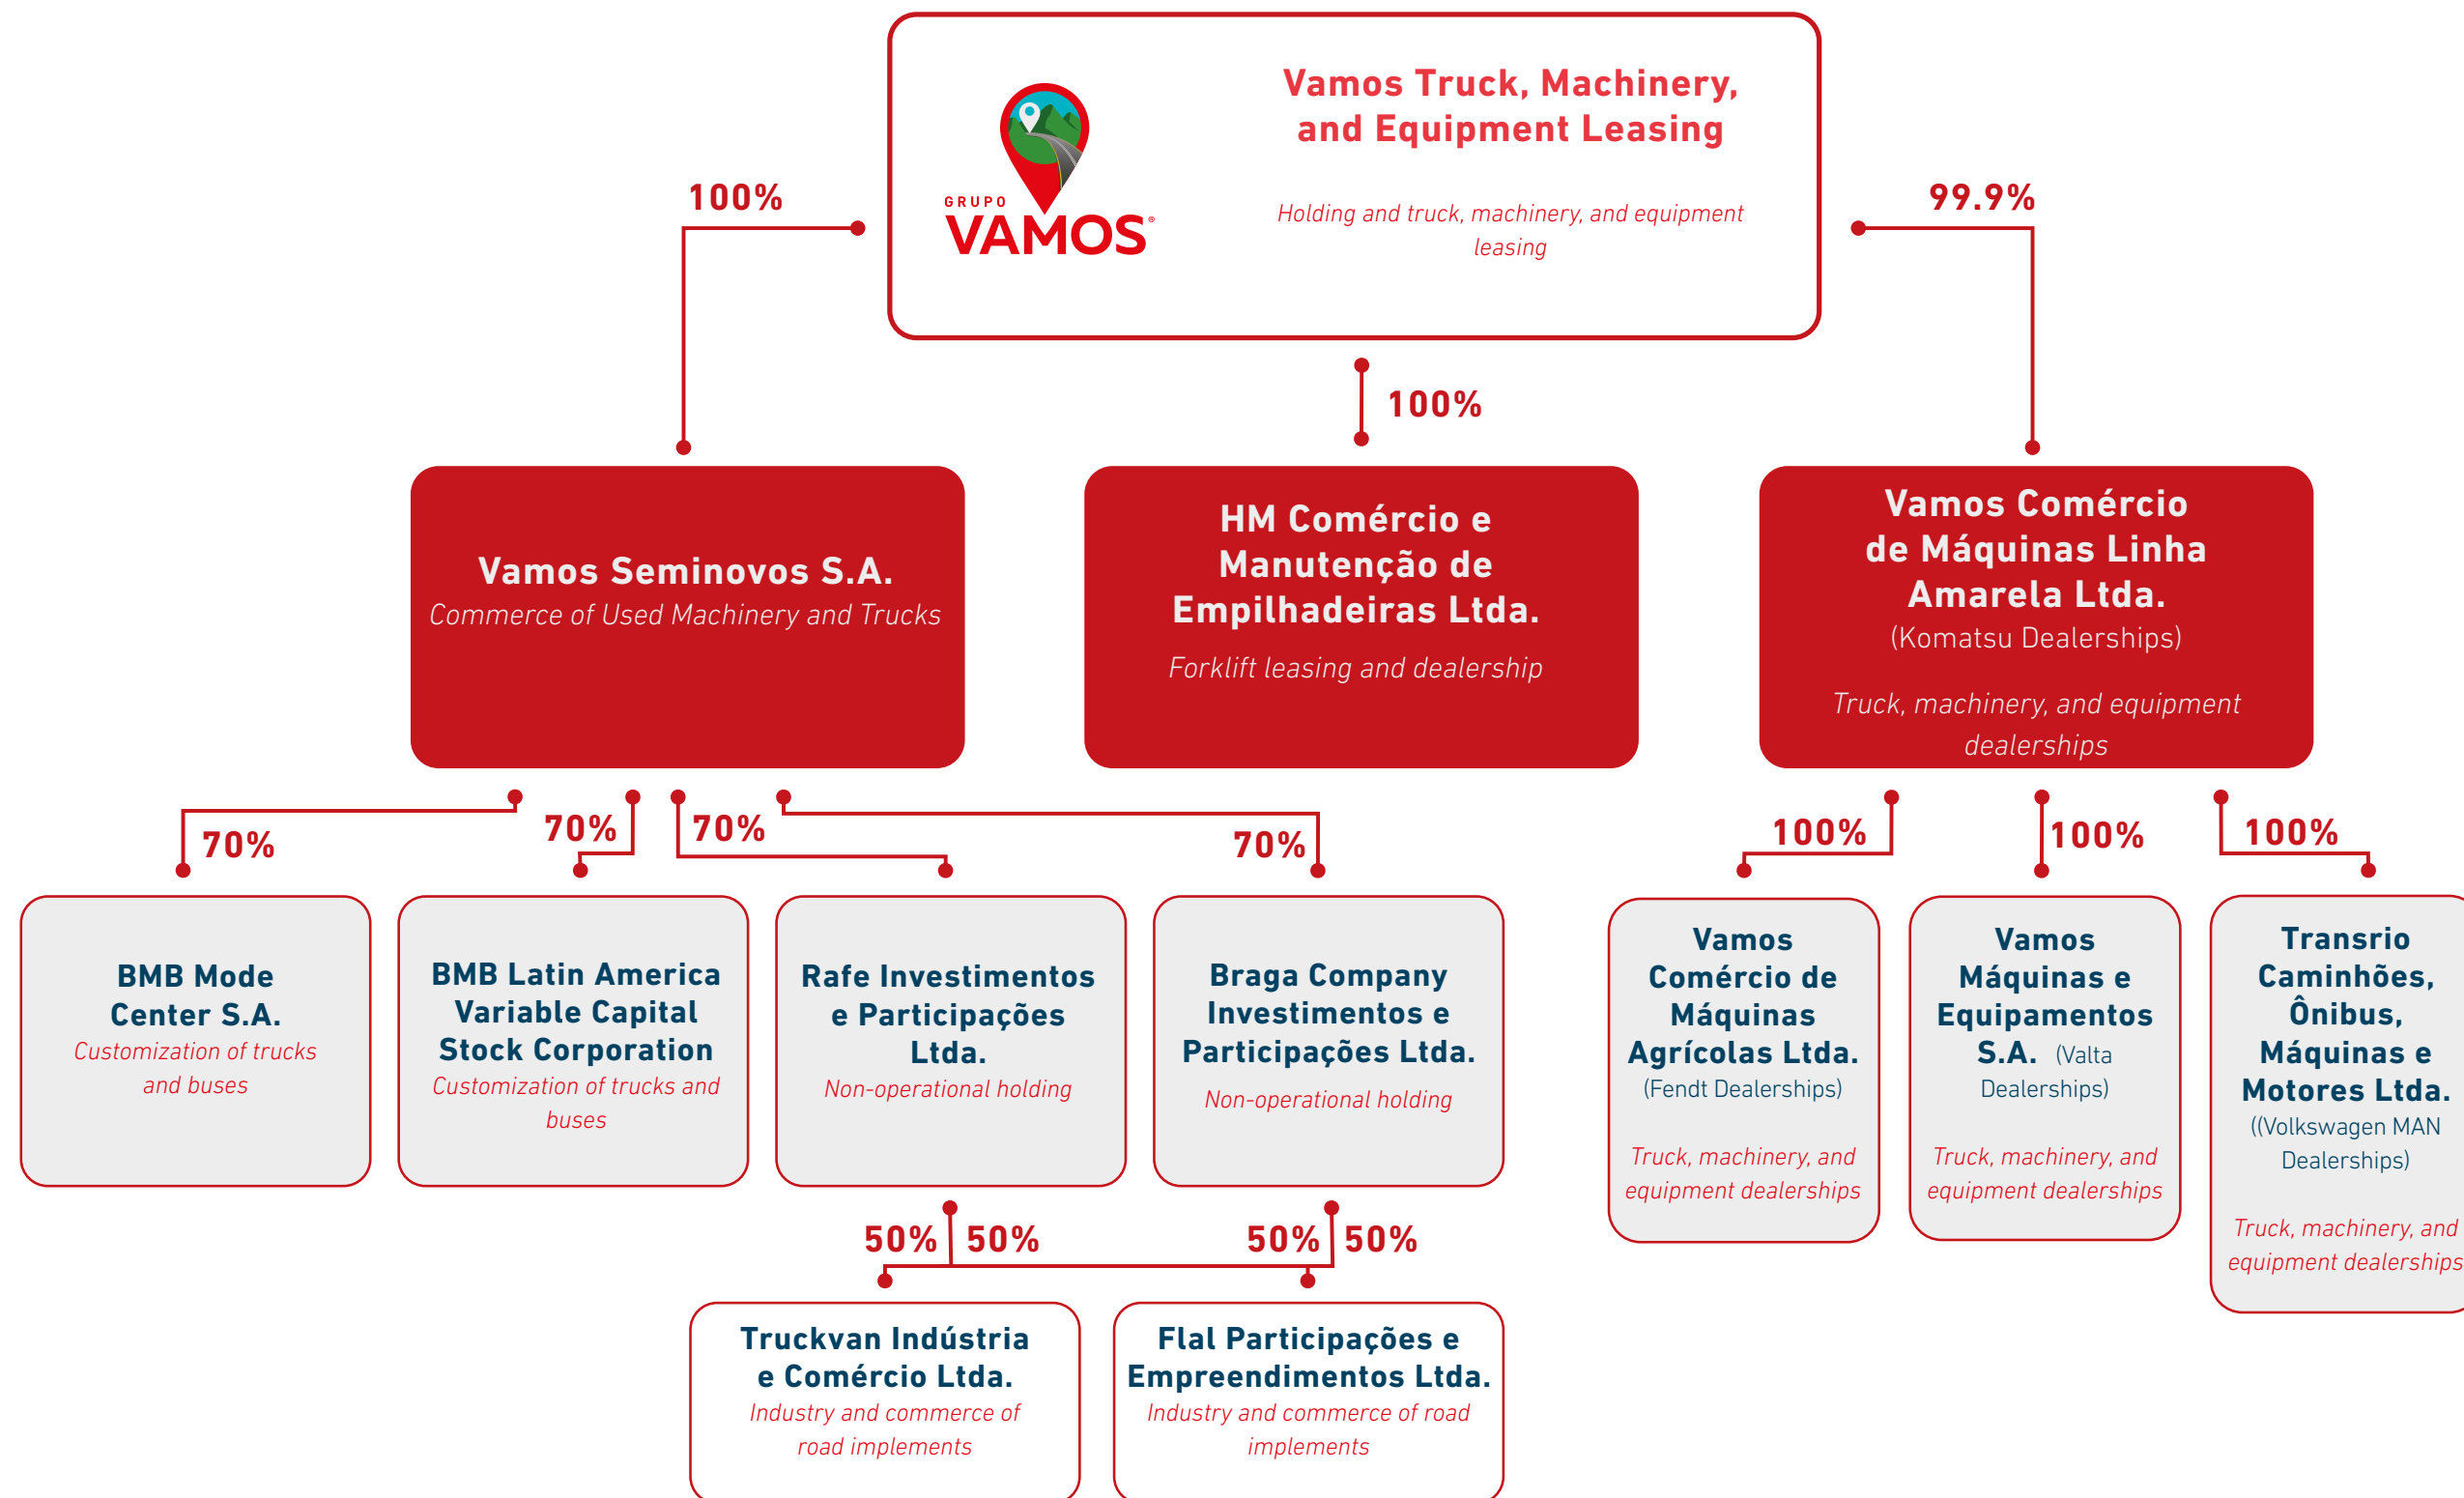 Vamos Truck, Machinery,
and Equipment Leasing
Holding and truck, machinery, and equipment
leasing
GRUPO
VAMOS®
100%
99.9%
100%
Vamos Seminovos S.A.
Commerce of Used Machinery and Trucks
HM Comércio e
Manutenção de
Empilhadeiras Ltda.
Forklift leasing and dealership
Vamos Comércio
de Máquinas Linha
Amarela Ltda.
(Komatsu Dealerships)
Truck, machinery, and equipment
dealerships
70%
70%
70%
70%
100%
100%
100%
BMB Mode
Center S.A.
Customization of trucks
and buses
BMB Latin America
Variable Capital
Stock Corporation
Customization of trucks and
buses
Rafe Investimentos
e Participações
Ltda.
Non-operational holding
Braga Company
Investimentos e
Participações Ltda.
Non-operational holding
Vamos
Comércio de
Máquinas
Agrícolas Ltda.
(Fendt Dealerships)
Truck, machinery, and
equipment dealerships
Vamos
Máquinas e
Equipamentos
S.A. (Valta
Dealerships)
Truck, machinery, and
equipment dealerships
Transrio
Caminhões,
Ônibus,
Máquinas e
Motores Ltda.
((Volkswagen MAN
Dealerships)
Truck, machinery, and
equipment dealerships
50%
50%
50%
50%
Truckvan Indústria
e Comércio Ltda.
Industry and commerce of
road implements
Flal Participações e
Empreendimentos Ltda.
Industry and commerce of road
implements